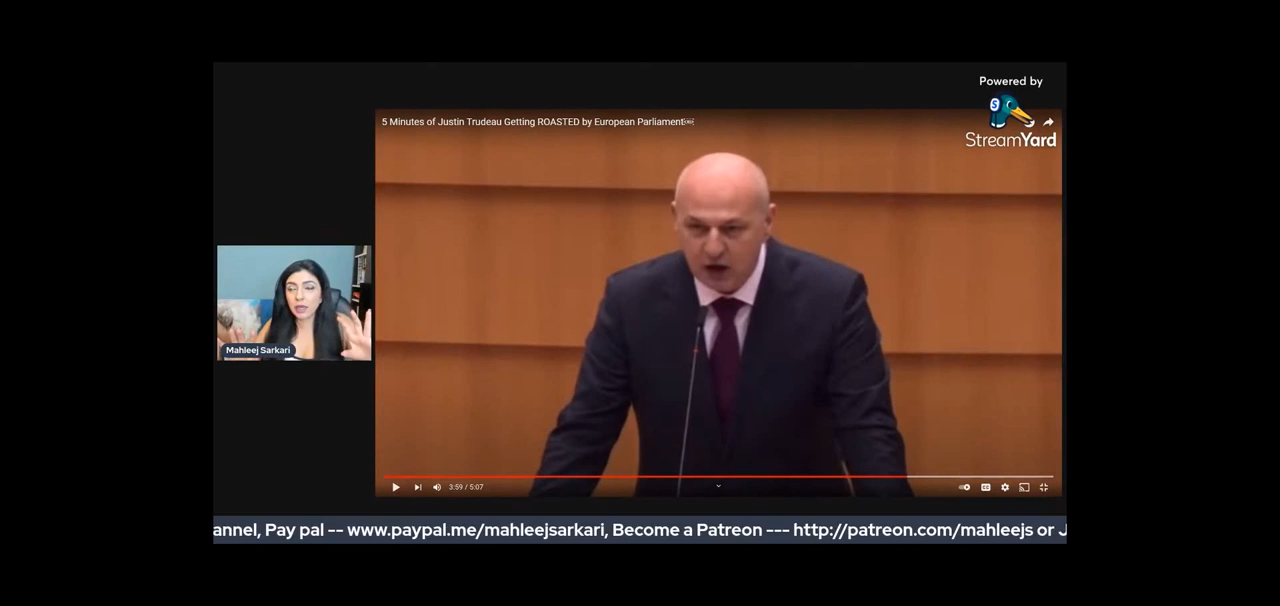 Powered by
StreamYard
5 Minutes of Justin Trudeau Getting ROASTED by European Parliament
Mahleej Sarkari
3:59 / 5:07
annel, Pay pal -- www.paypal.me/mahleejsarkari, Become a Patreon --- http://patreon.com/mahleejs or J